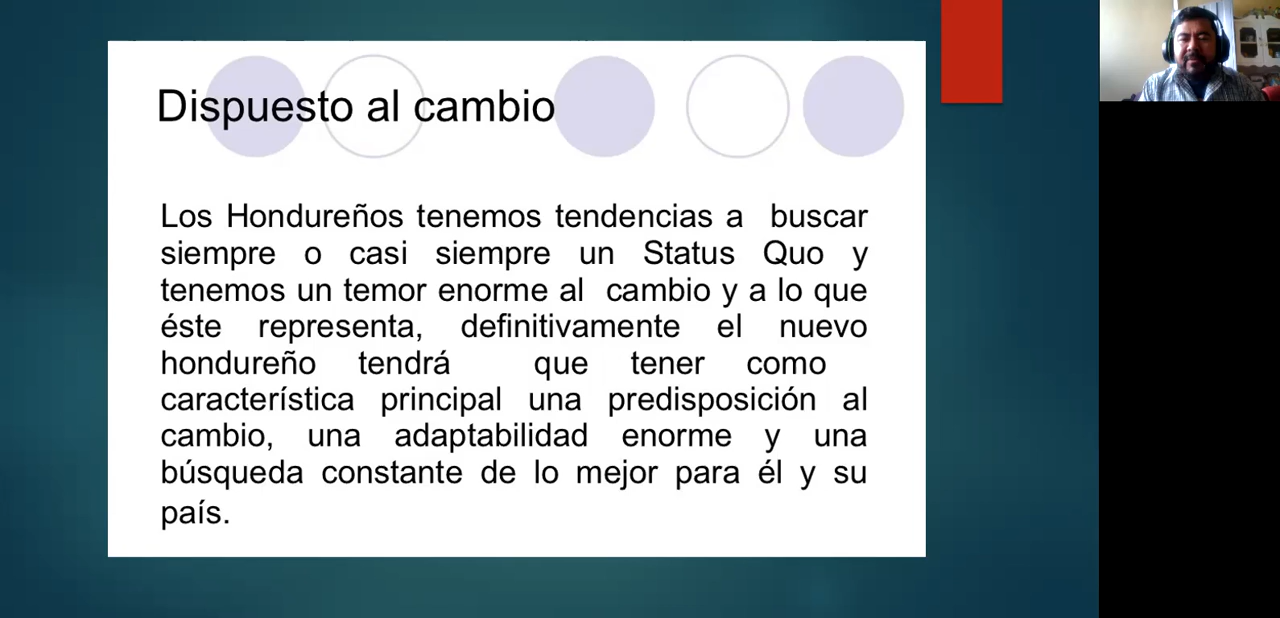 Dispuesto al cambio
Los Hondureños tenemos tendencias a buscar
siempre o casi siempre un Status Quo y
tenemos un temor enorme al cambio y a lo que
éste representa, definitivamente el nuevo
hondureño tendrá que tener como
característica principal una predisposición al
cambio, una adaptabilidad enorme y una
búsqueda constante de lo mejor para él y su
país.